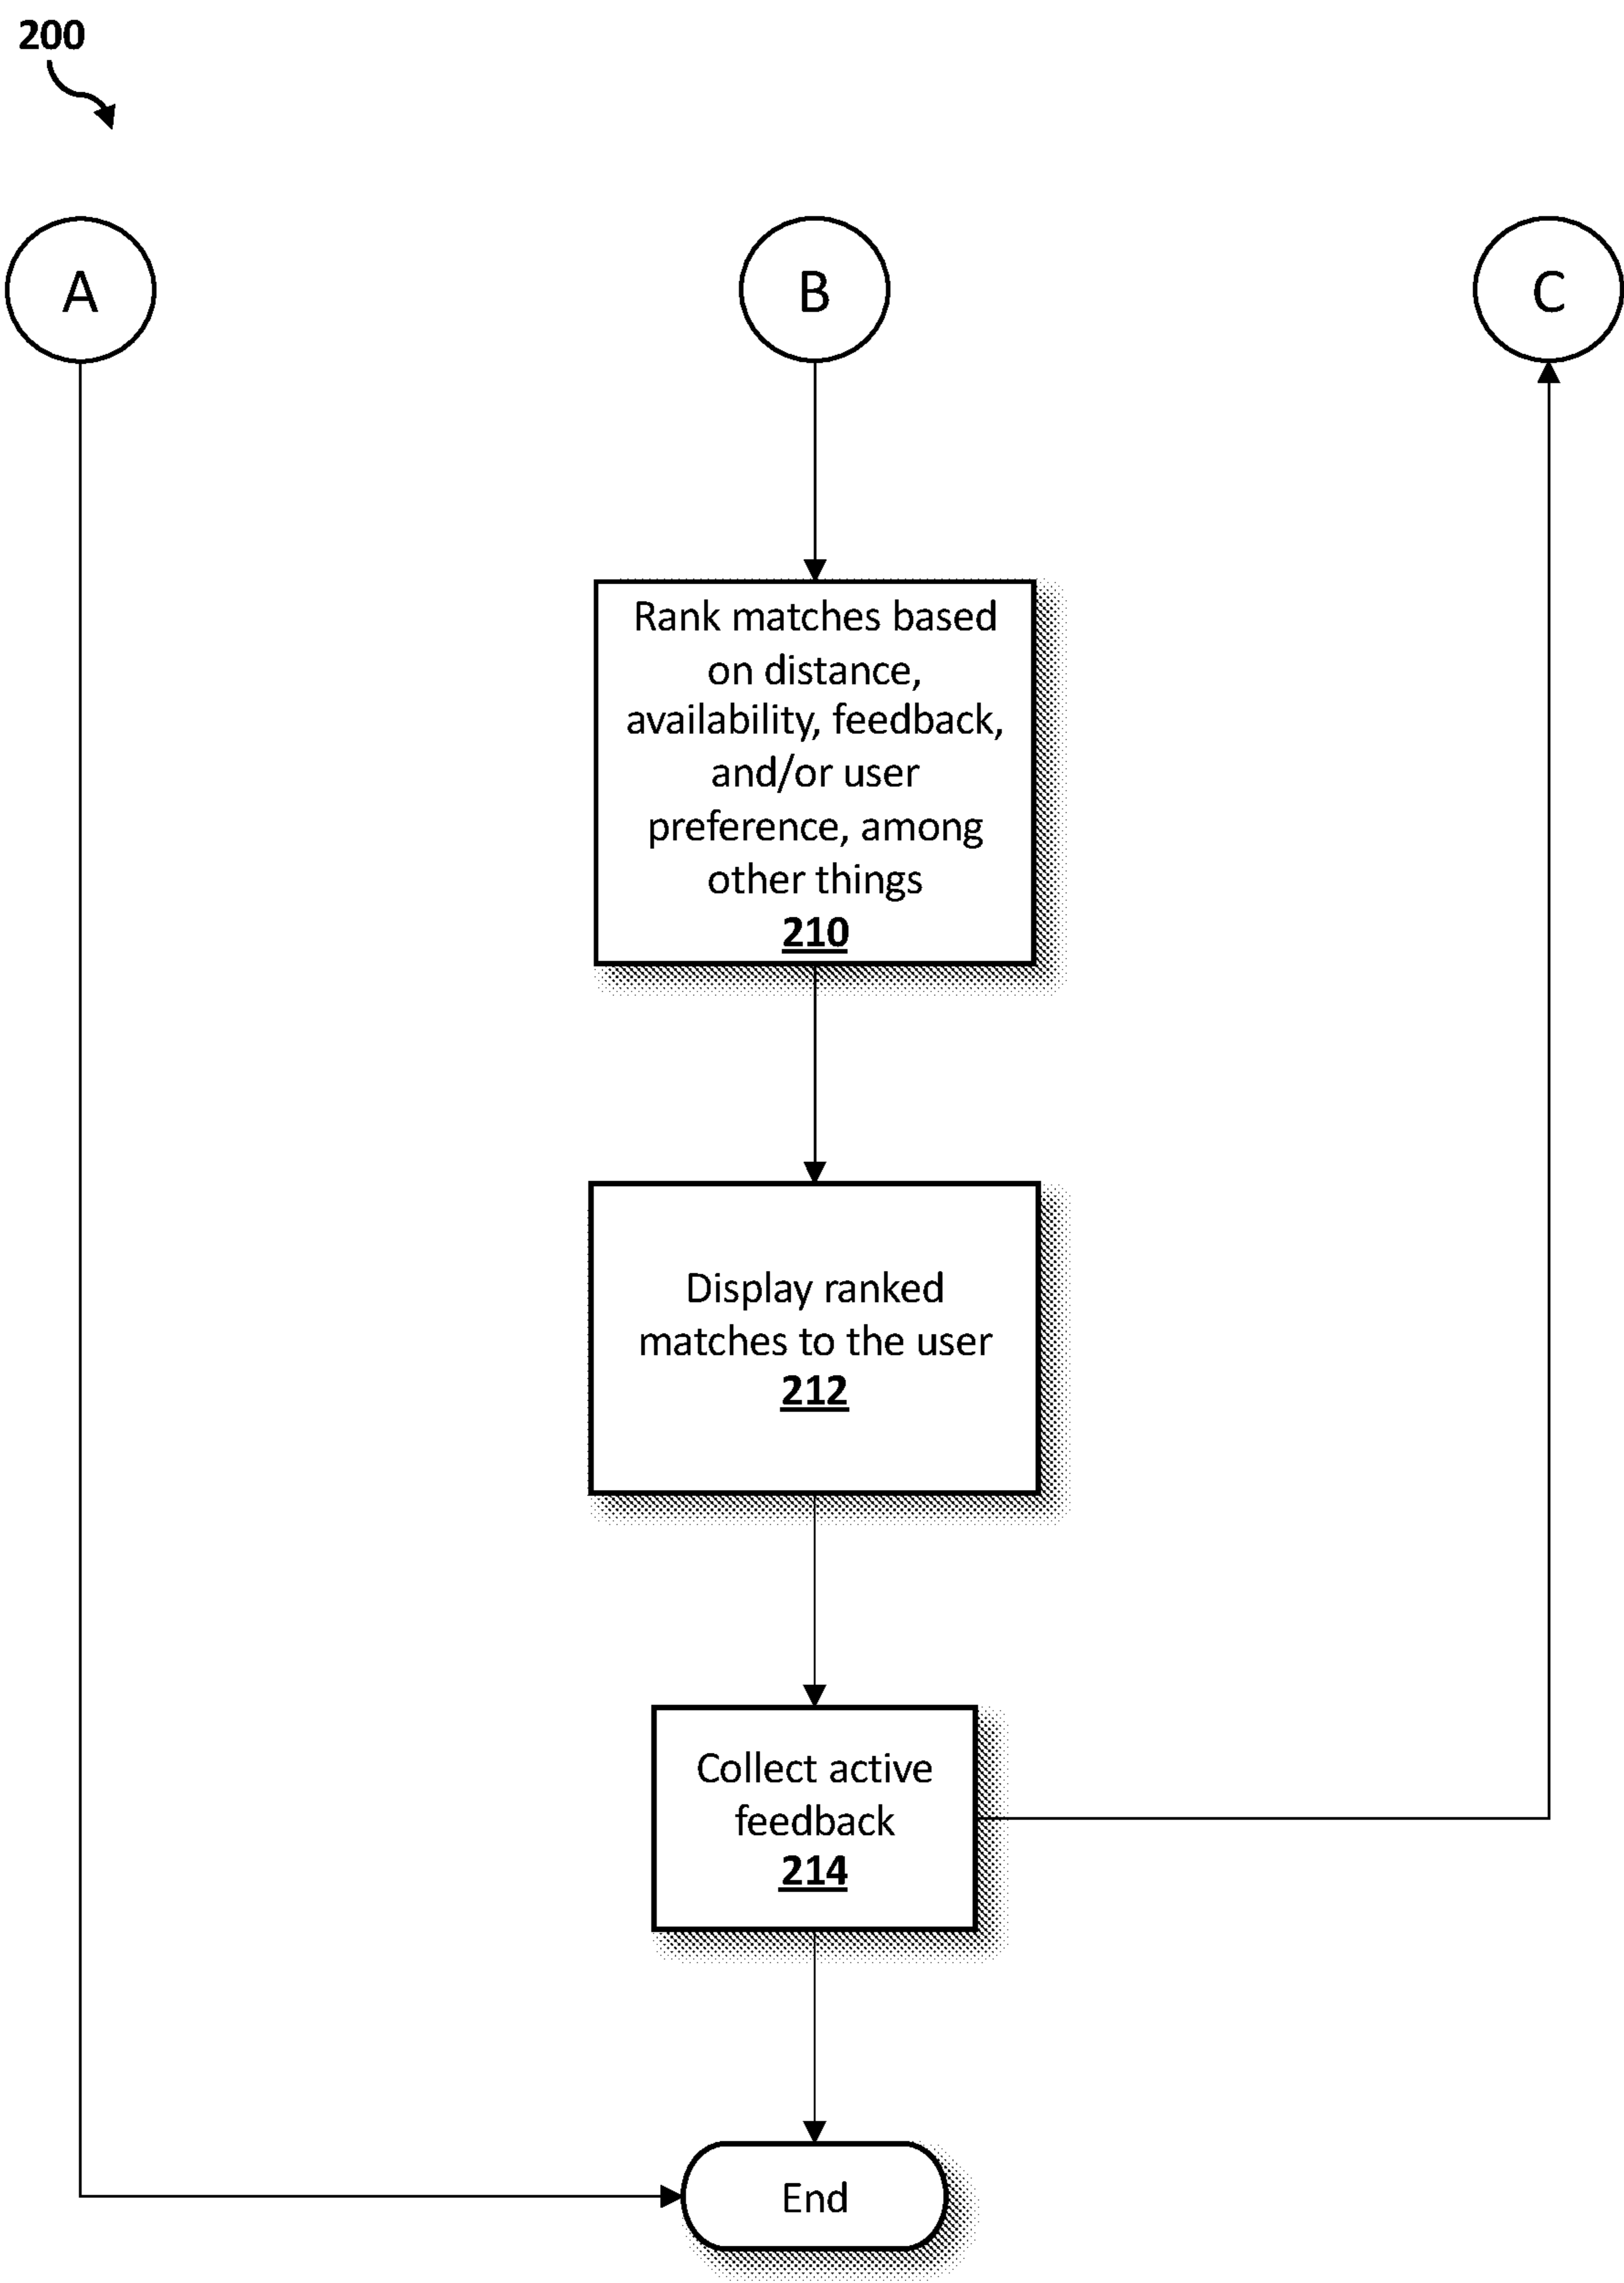 200
A
B
C
Rank matches based
on distance,
availability, feedback,
and/or user
preference, among
other things
210
Display ranked
matches to the user
212
Collect active
feedback
214
End